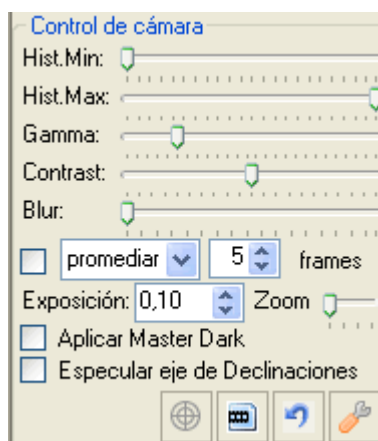 Control de cámara
Hist.Min:
Hist.Max:
Gamma:
Contrast:
Blur:
promediar 5 frames
Exposición: 0,10 Zoom
Aplicar Master Dark
Especular eje de Declinaciones